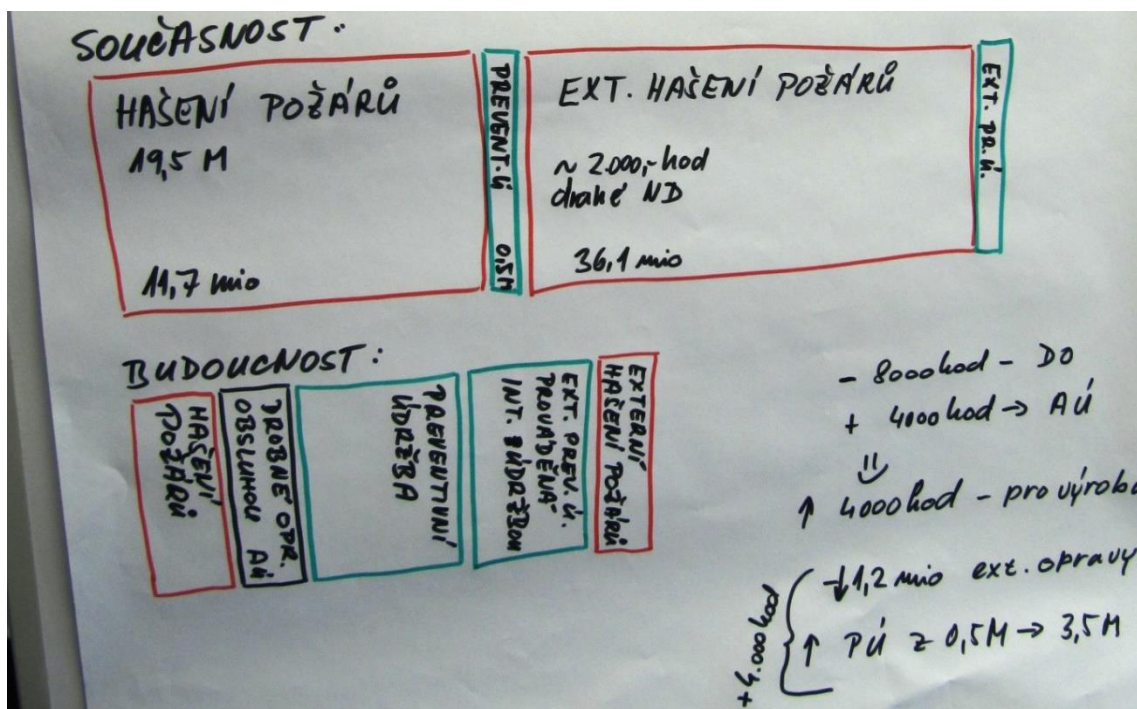 SOUČASNOST:
HAŠENÍ POŽÁRŮ
19,5 M
11,7 mio
PREVENT. Ú 0,5M
EXT. HAŠENÍ POŽÁRŮ
~ 2.000,- hod
drahé ND
36,1 mio
EXT. PR. Ú.
BUDOUCNOST:
HAŠENÍ
POŽÁRŮ
DROBNÉ OPR.
OBSLUHOU AÚ
PREVENTIVNÍ
ÚDRŽBA
EXT. PREV. Ú.
PROVÁDĚNÁ
INT. ÚDRŽBOU
EXTERNÍ
HAŠENÍ POŽÁRŮ
- 8000 hod - DO
+ 4000 hod → AÚ
↑ 4000 hod - pro výrobu
+ 4.000 hod
↓ 1,2 mio ext. opravy
↑ PÚ z 0,5M → 3,5M